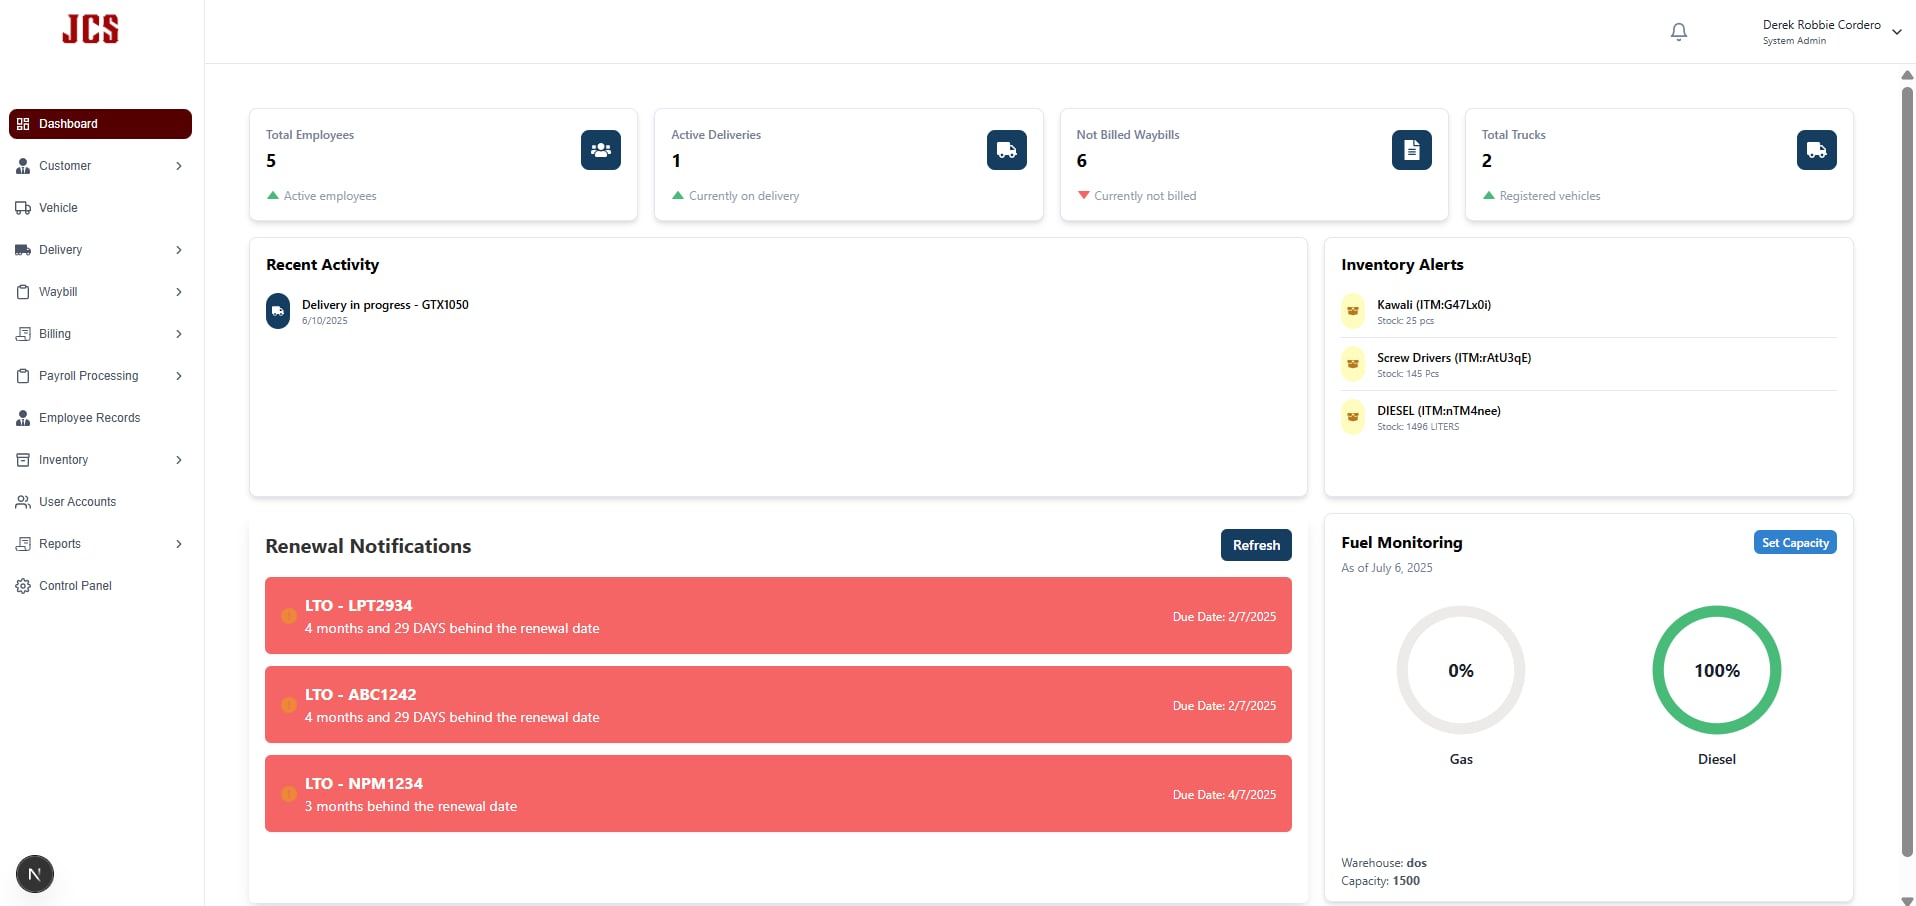 JCS
Derek Robbie Cordero
System Admin
Dashboard
Customer
Vehicle
Delivery
Waybill
Billing
Payroll Processing
Employee Records
Inventory
User Accounts
Reports
Control Panel
N
Total Employees
5
Active employees
Active Deliveries
1
Currently on delivery
Not Billed Waybills
6
Currently not billed
Total Trucks
2
Registered vehicles
Recent Activity
Delivery in progress - GTX1050
6/10/2025
Inventory Alerts
Kawali (ITM:G47Lx0i)
Stock: 25 pcs
Screw Drivers (ITM:rAtU3qE)
Stock: 145 Pcs
DIESEL (ITM:nTM4nee)
Stock: 1496 LITERS
Renewal Notifications
Refresh
LTO - LPT2934
4 months and 29 DAYS behind the renewal date
Due Date: 2/7/2025
LTO - ABC1242
4 months and 29 DAYS behind the renewal date
Due Date: 2/7/2025
LTO - NPM1234
3 months behind the renewal date
Due Date: 4/7/2025
Fuel Monitoring
Set Capacity
As of July 6, 2025
0%
Gas
100%
Diesel
Warehouse: dos
Capacity: 1500